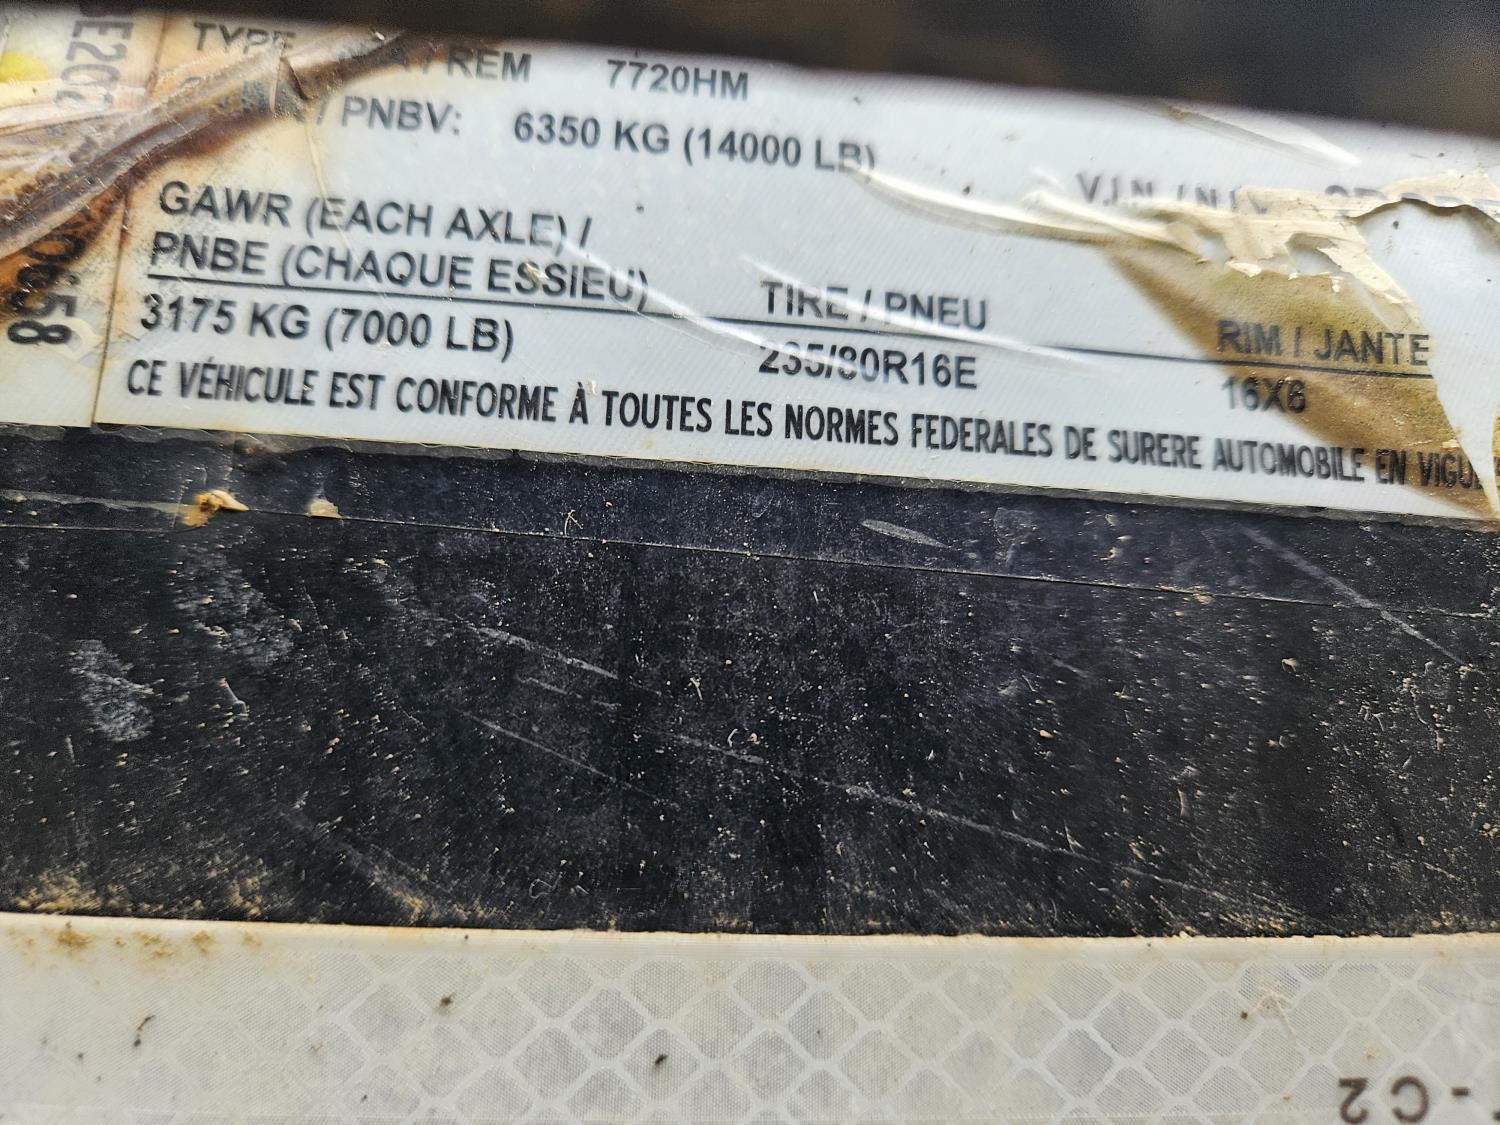 TYPE / REM 7720HM
/ PNBV: 6350 KG (14000 LB)
V.I.N. / N.I.V.
GAWR (EACH AXLE) /
PNBE (CHAQUE ESSIEU) TIRE / PNEU RIM / JANTE
3175 KG (7000 LB) 235/80R16E 16X6
CE VÉHICULE EST CONFORME À TOUTES LES NORMES FEDERALES DE SURERE AUTOMOBILE EN
-C2